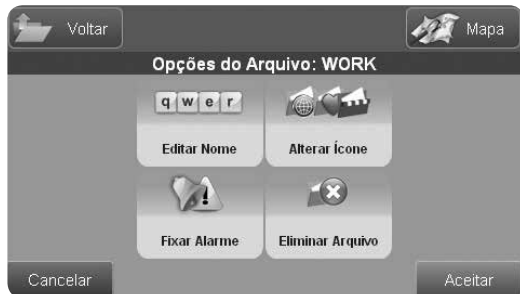 Voltar
Mapa
Opções do Arquivo: WORK
q w e r
Editar Nome
Alterar Ícone
Fixar Alarme
Eliminar Arquivo
Cancelar
Aceitar